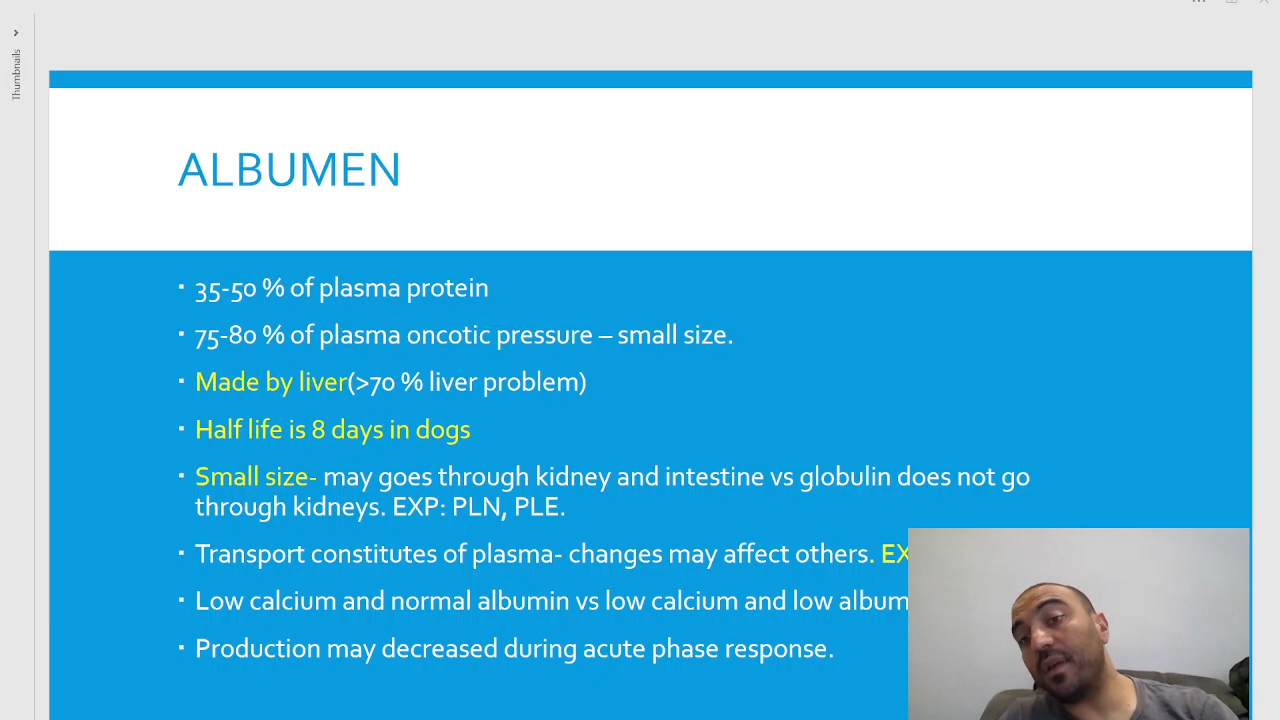 Thumbnails
ALBUMEN
35-50 % of plasma protein
75-80 % of plasma oncotic pressure – small size.
Made by liver(>70 % liver problem)
Half life is 8 days in dogs
Small size- may goes through kidney and intestine vs globulin does not go
through kidneys. EXP: PLN, PLE.
Transport constitutes of plasma- changes may affect others.
Low calcium and normal albumin vs low calcium and low
Production may decreased during acute phase response.